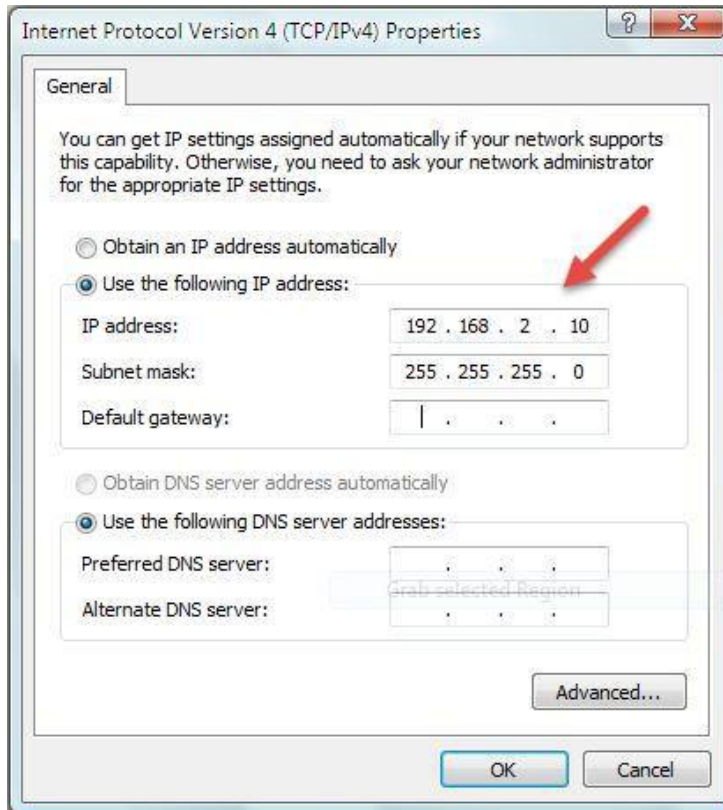 Internet Protocol Version 4 (TCP/IPv4) Properties
General
You can get IP settings assigned automatically if your network supports
this capability. Otherwise, you need to ask your network administrator
for the appropriate IP settings.
Obtain an IP address automatically
Use the following IP address:
IP address: 192 . 168 . 2 . 10
Subnet mask: 255 . 255 . 255 . 0
Default gateway: . . .
Obtain DNS server address automatically
Use the following DNS server addresses:
Preferred DNS server: . . .
Grab selected Region
Alternate DNS server: . . .
Advanced...
OK Cancel